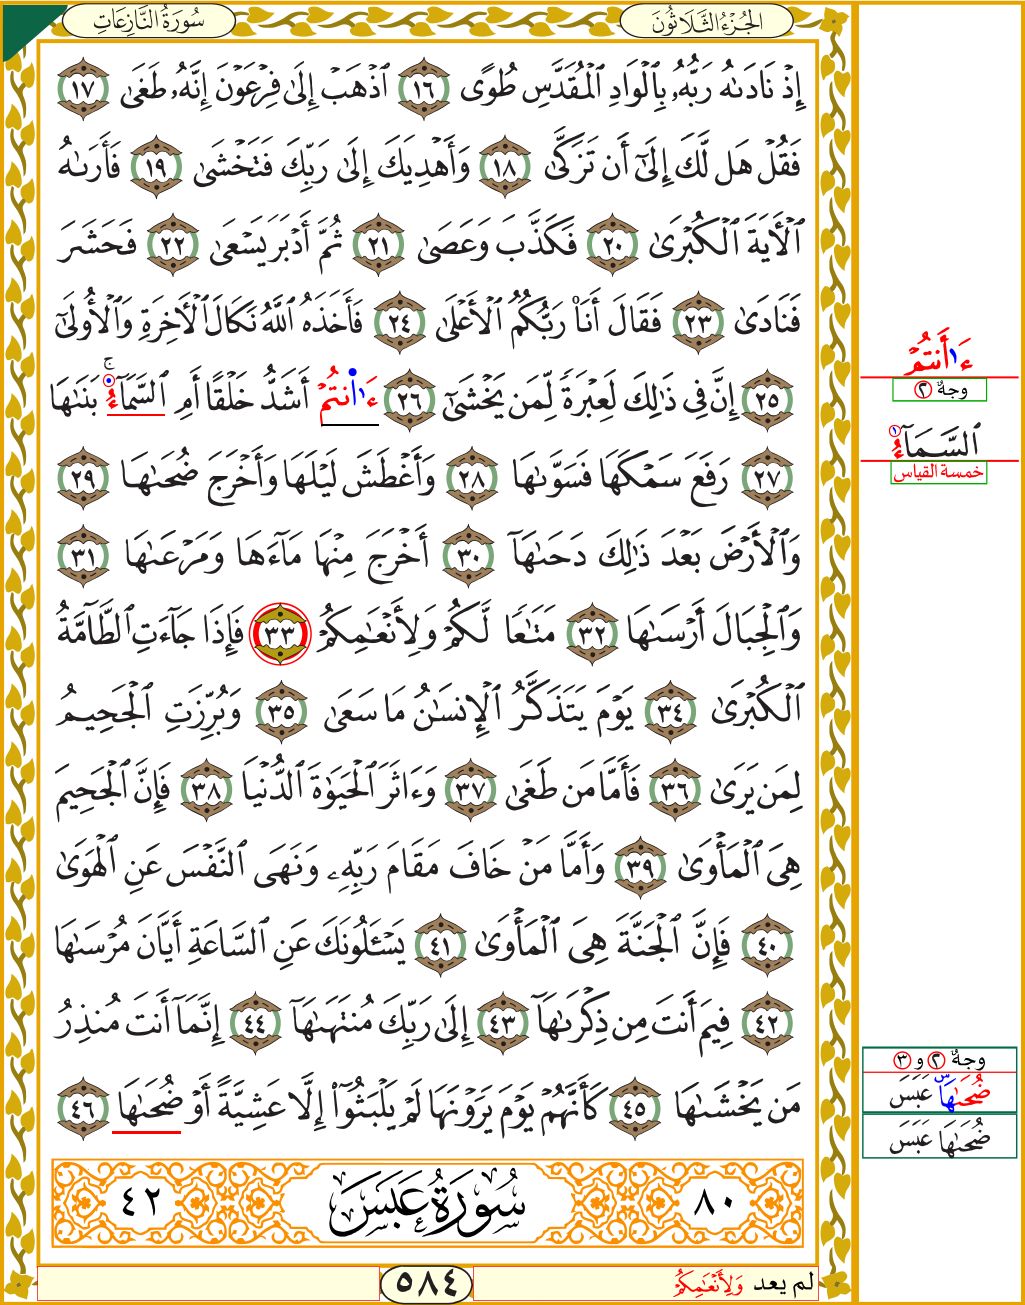 سُورَةُ النَّازِعَاتِ
الجُزْءُ الثَّلَاثُونَ
إِذْ نَادَىٰهُ رَبُّهُۥ بِٱلْوَادِ ٱلْمُقَدَّسِ طُوًى ١٦ ٱذْهَبْ إِلَىٰ فِرْعَوْنَ إِنَّهُۥ طَغَىٰ ١٧
فَقُلْ هَل لَّكَ إِلَىٰٓ أَن تَزَكَّىٰ ١٨ وَأَهْدِيَكَ إِلَىٰ رَبِّكَ فَتَخْشَىٰ ١٩ فَأَرَىٰهُ
ٱلْأٓيَةَ ٱلْكُبْرَىٰ ٢٠ فَكَذَّبَ وَعَصَىٰ ٢١ ثُمَّ أَدْبَرَ يَسْعَىٰ ٢٢ فَحَشَرَ
فَنَادَىٰ ٢٣ فَقَالَ أَنَا۠ رَبُّكُمُ ٱلْأَعْلَىٰ ٢٤ فَأَخَذَهُ ٱللَّهُ نَكَالَ ٱلْأٓخِرَةِ وَٱلْأُولَىٰٓ
٢٥ إِنَّ فِى ذَٰلِكَ لَعِبْرَةً لِّمَن يَخْشَىٰٓ ٢٦ ءَاَنتُمْ أَشَدُّ خَلْقًا أَمِ ٱلسَّمَآءُ ۚ بَنَىٰهَا
٢٧ رَفَعَ سَمْكَهَا فَسَوَّىٰهَا ٢٨ وَأَغْطَشَ لَيْلَهَا وَأَخْرَجَ ضُحَىٰهَا ٢٩
وَٱلْأَرْضَ بَعْدَ ذَٰلِكَ دَحَىٰهَآ ٣٠ أَخْرَجَ مِنْهَا مَآءَهَا وَمَرْعَىٰهَا ٣١
وَٱلْجِبَالَ أَرْسَىٰهَا ٣٢ مَتَٰعًا لَّكُمْ وَلِأَنْعَٰمِكُمْ ٣٣ فَإِذَا جَآءَتِ ٱلطَّآمَّةُ
ٱلْكُبْرَىٰ ٣٤ يَوْمَ يَتَذَكَّرُ ٱلْإِنسَٰنُ مَا سَعَىٰ ٣٥ وَبُرِّزَتِ ٱلْجَحِيمُ
لِمَن يَرَىٰ ٣٦ فَأَمَّا مَن طَغَىٰ ٣٧ وَءَاثَرَ ٱلْحَيَوٰةَ ٱلدُّنْيَا ٣٨ فَإِنَّ ٱلْجَحِيمَ
هِىَ ٱلْمَأْوَىٰ ٣٩ وَأَمَّا مَنْ خَافَ مَقَامَ رَبِّهِۦ وَنَهَى ٱلنَّفْسَ عَنِ ٱلْهَوَىٰ
٤٠ فَإِنَّ ٱلْجَنَّةَ هِىَ ٱلْمَأْوَىٰ ٤١ يَسْـَٔلُونَكَ عَنِ ٱلسَّاعَةِ أَيَّانَ مُرْسَىٰهَا
٤٢ فِيمَ أَنتَ مِن ذِكْرَىٰهَآ ٤٣ إِلَىٰ رَبِّكَ مُنتَهَىٰهَآ ٤٤ إِنَّمَآ أَنتَ مُنذِرُ
مَن يَخْشَىٰهَا ٤٥ كَأَنَّهُمْ يَوْمَ يَرَوْنَهَا لَمْ يَلْبَثُوٓا۟ إِلَّا عَشِيَّةً أَوْ ضُحَىٰهَا ٤٦
٨٠ سُورَةُ عَبَسَ ٤٢
لم يعد وَلِأَنْعَٰمِكُمْ
٥٨٤
ءَاَ۬نتُمْ
وجهٌ ٢
ٱلسَّمَآءُ ١
خمسة القياس
وجهٌ ٢ و ٣
ضُحَىٰهَا س عَبَسَ
ضُحَىٰهَا عَبَسَ